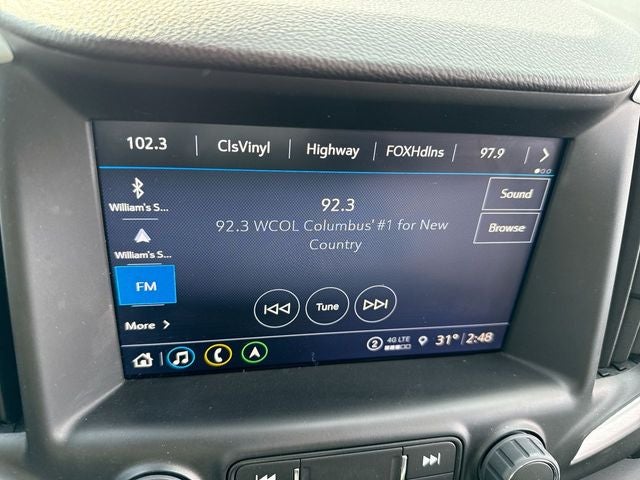 102.3 ClsVinyl Highway FOXHdlns 97.9
William's S...
William's S...
FM
More
92.3
92.3 WCOL Columbus' #1 for New
Country
Sound
Browse
Tune
2 4G LTE 31° 2:48